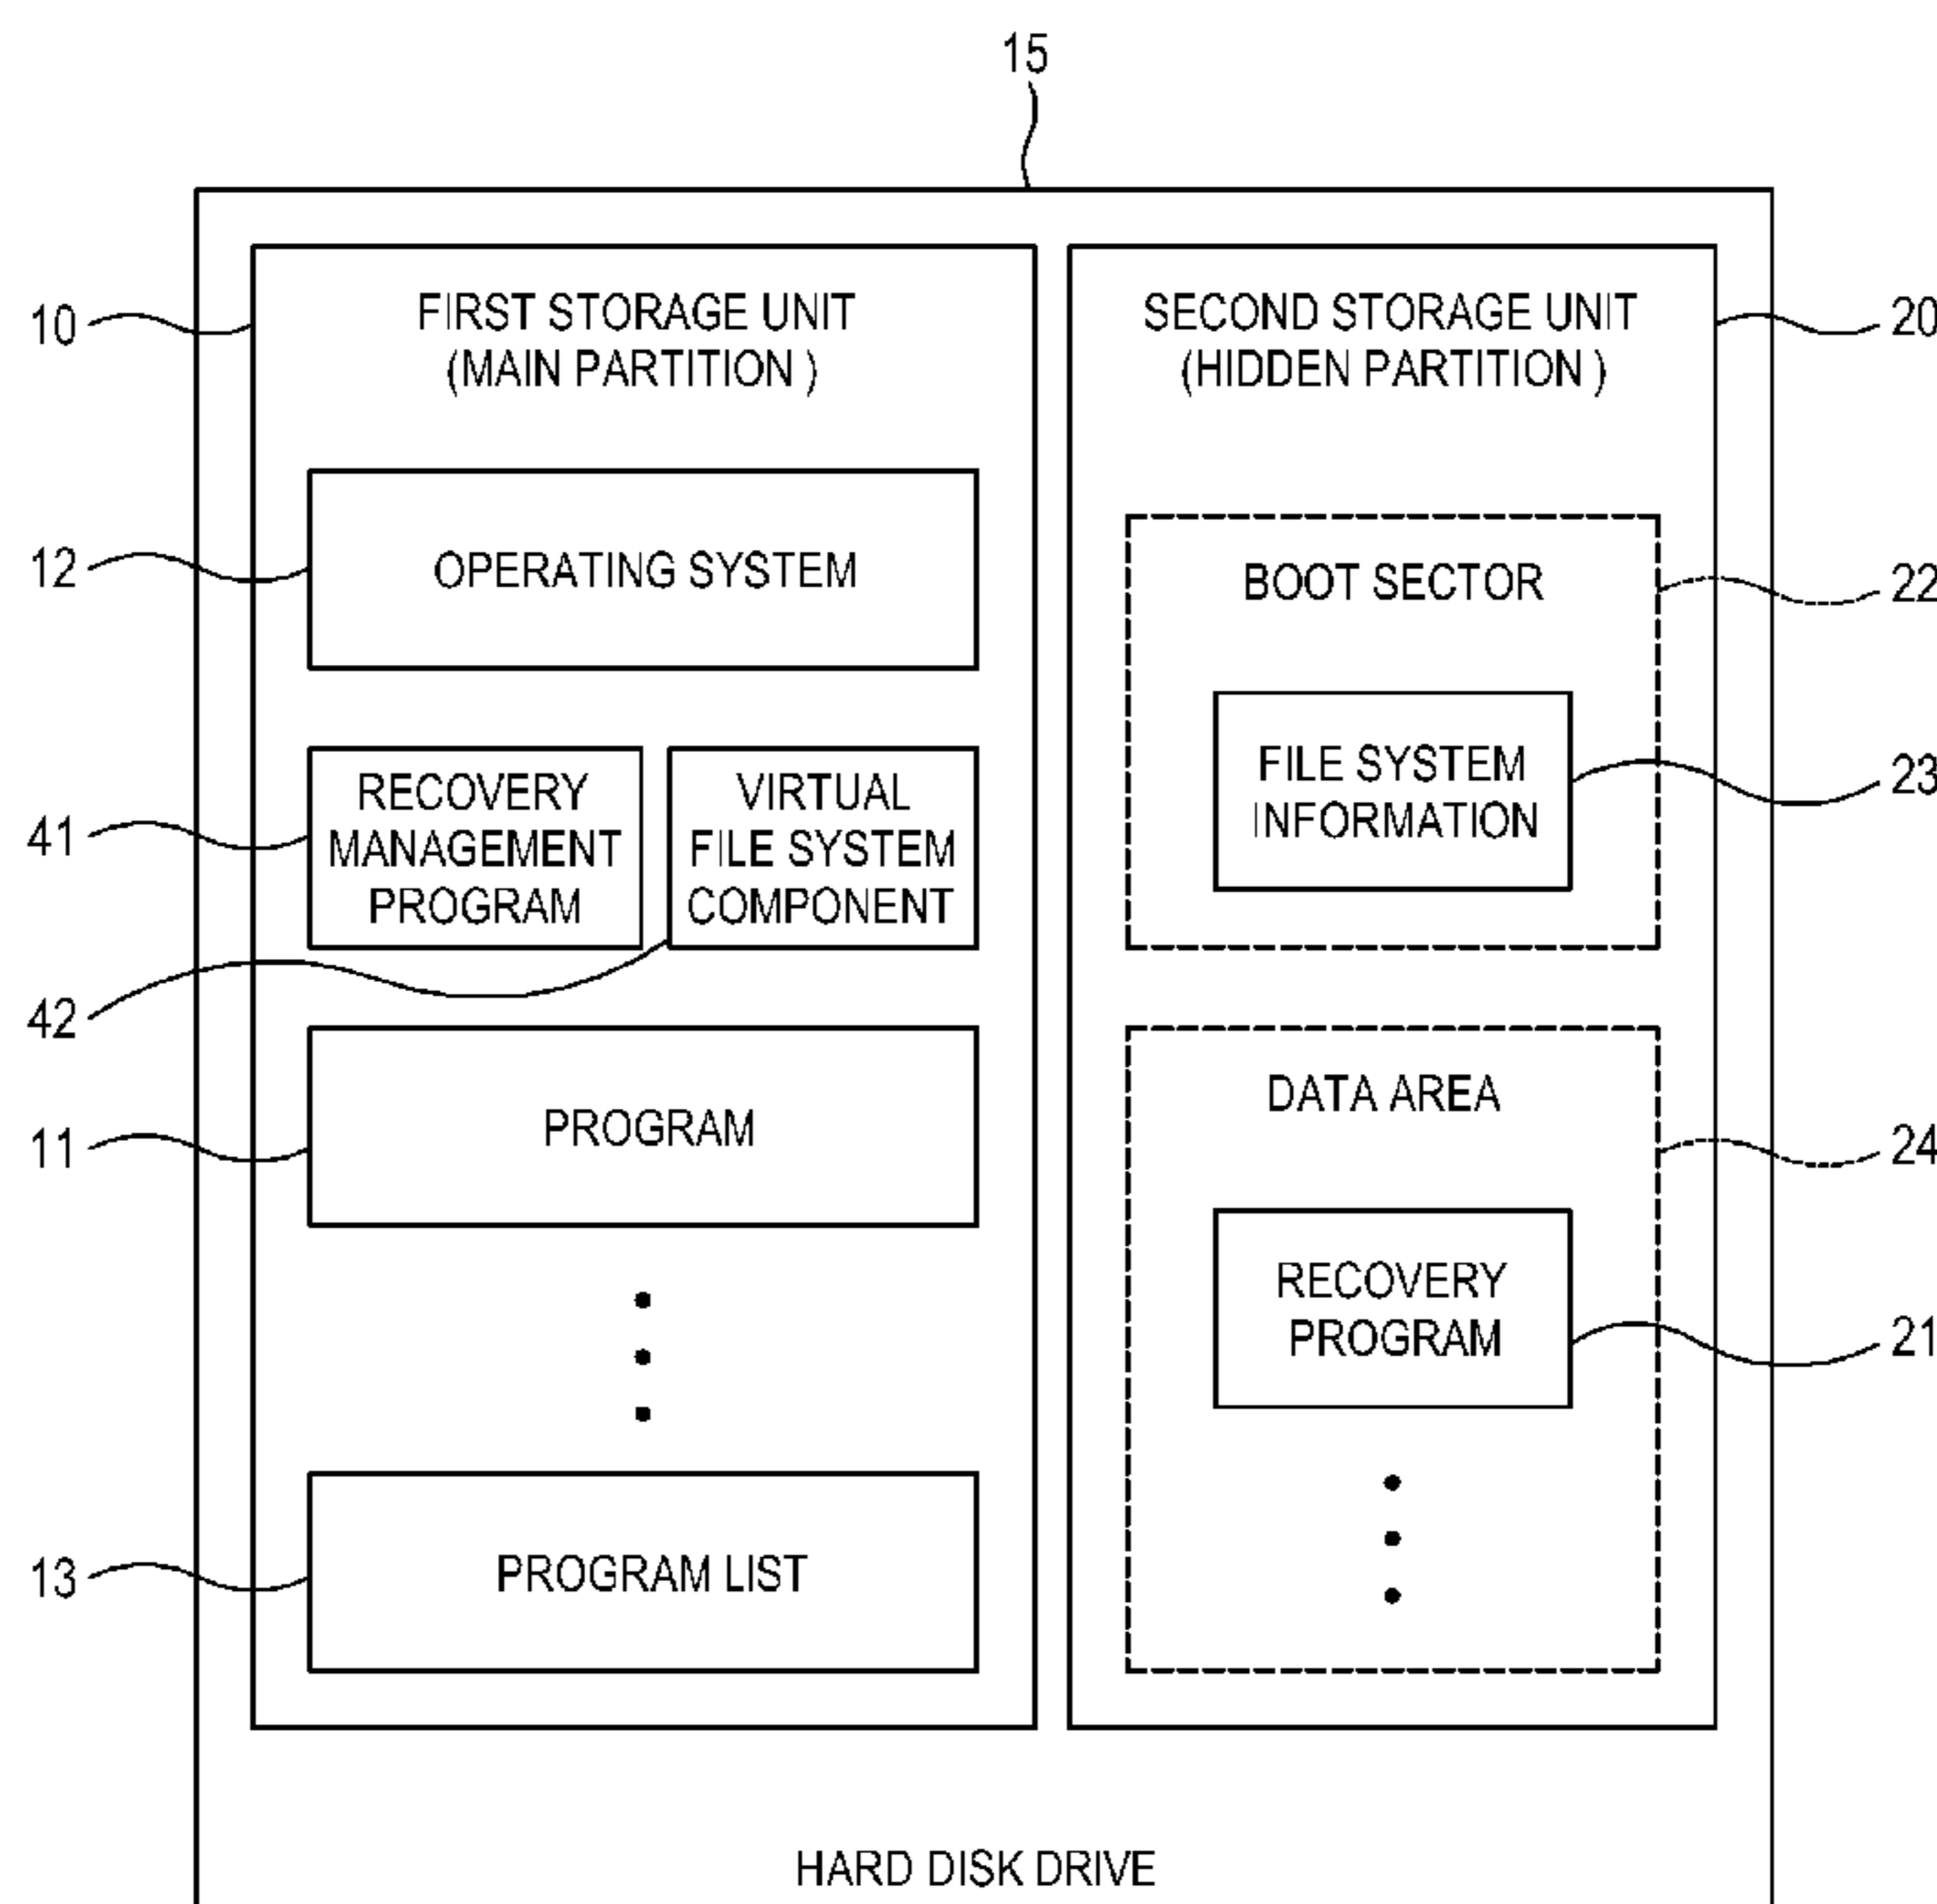 15
10
FIRST STORAGE UNIT
(MAIN PARTITION )
12
OPERATING SYSTEM
41
RECOVERY
MANAGEMENT
PROGRAM
VIRTUAL
FILE SYSTEM
COMPONENT
42
11
PROGRAM
13
PROGRAM LIST
SECOND STORAGE UNIT
(HIDDEN PARTITION )
20
BOOT SECTOR
22
FILE SYSTEM
INFORMATION
23
DATA AREA
24
RECOVERY
PROGRAM
21
HARD DISK DRIVE